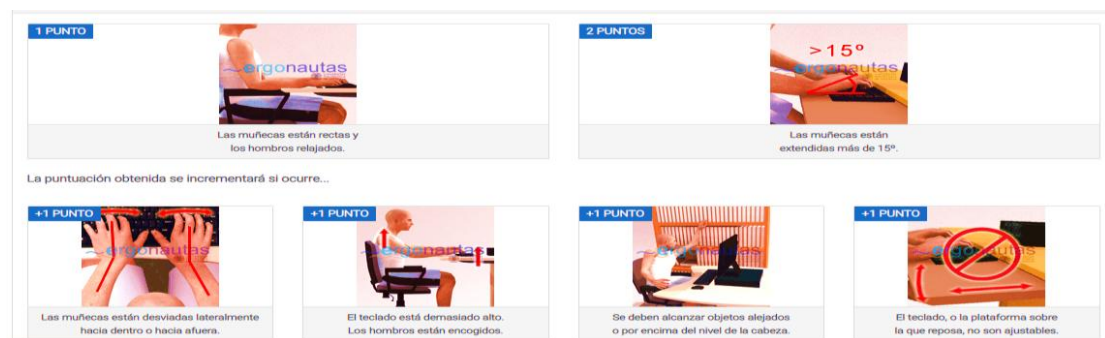 1 PUNTO
2 PUNTOS
>15º
ergonautas
ergonautas
Las muñecas están rectas y
los hombros relajados.
Las muñecas están
extendidas más de 15º.
La puntuación obtenida se incrementará si ocurre...
+1 PUNTO
+1 PUNTO
+1 PUNTO
+1 PUNTO
ergonautas
ergonautas
ergonautas
ergonautas
Las muñecas están desviadas lateralmente
hacia dentro o hacia afuera.
El teclado está demasiado alto.
Los hombros están encogidos.
Se deben alcanzar objetos alejados
o por encima del nivel de la cabeza.
El teclado, o la plataforma sobre
la que reposa, no son ajustables.